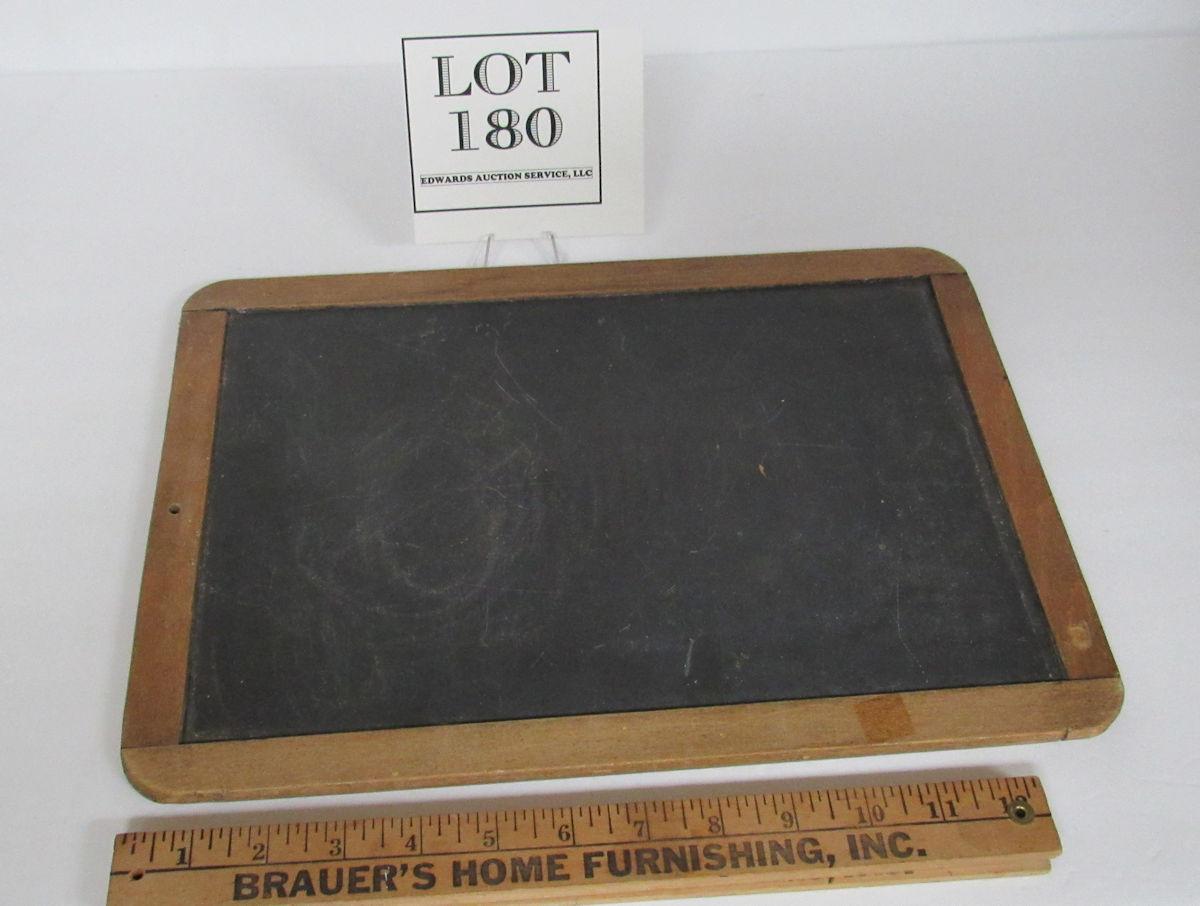 LOT
180
EDWARDS AUCTION SERVICE, LLC
1 2 3 4 5 6 7 8 9 10 11 12
BRAUER'S HOME FURNISHING, INC.